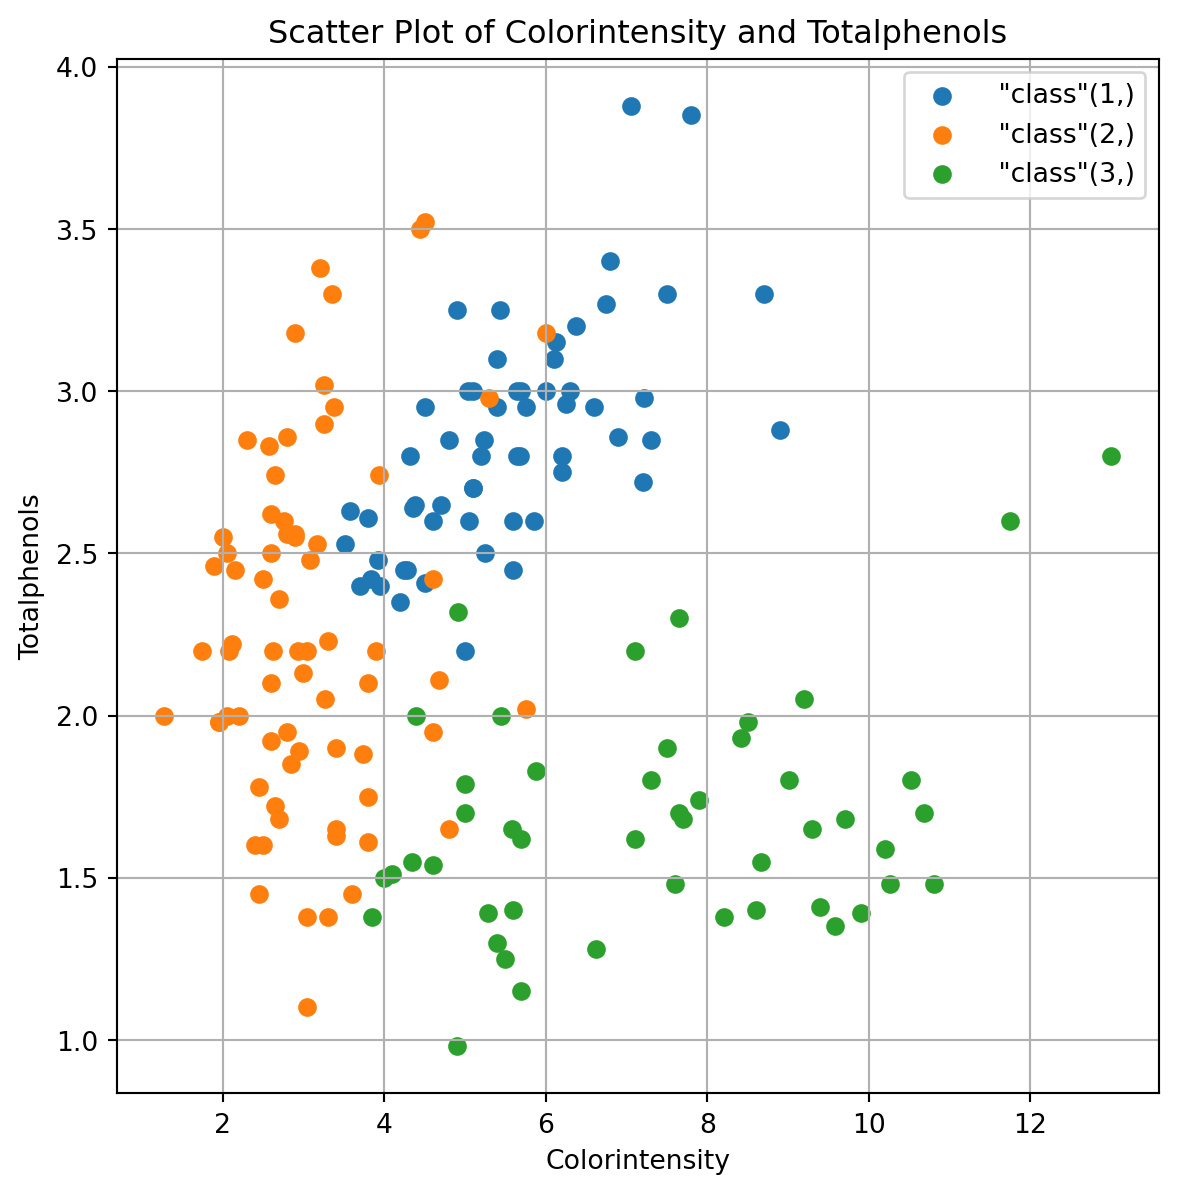 Scatter Plot of Colorintensity and Totalphenols
"class"(1,)
"class"(2,)
"class"(3,)
Totalphenols
4.0
3.5
3.0
2.5
2.0
1.5
1.0
2 4 6 8 10 12
Colorintensity